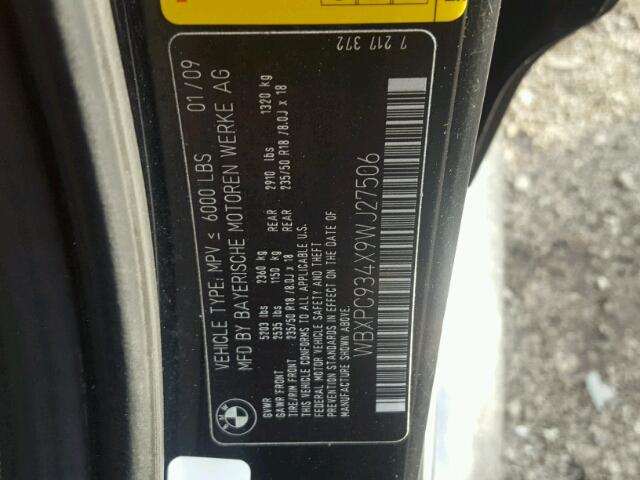 7 217 372
VEHICLE TYPE: MPV ≤ 6000 LBS 01/09
MFD BY BAYERISCHE MOTOREN WERKE AG
GVWR 5203 LBS 2360 kg
GAWR FRONT 2535 lbs 1150 kg REAR 2910 lbs 1320 kg
TIRE/RIM FRONT 235/50 R18 /8.0J x 18 REAR 235/50 R18 /8.0J x 18
THIS VEHICLE CONFORMS TO ALL APPLICABLE U.S.
FEDERAL MOTOR VEHICLE SAFETY AND THEFT
PREVENTION STANDARDS IN EFFECT ON THE DATE OF
MANUFACTURE SHOWN ABOVE.
WBXPC934X9WJ27506
BMW